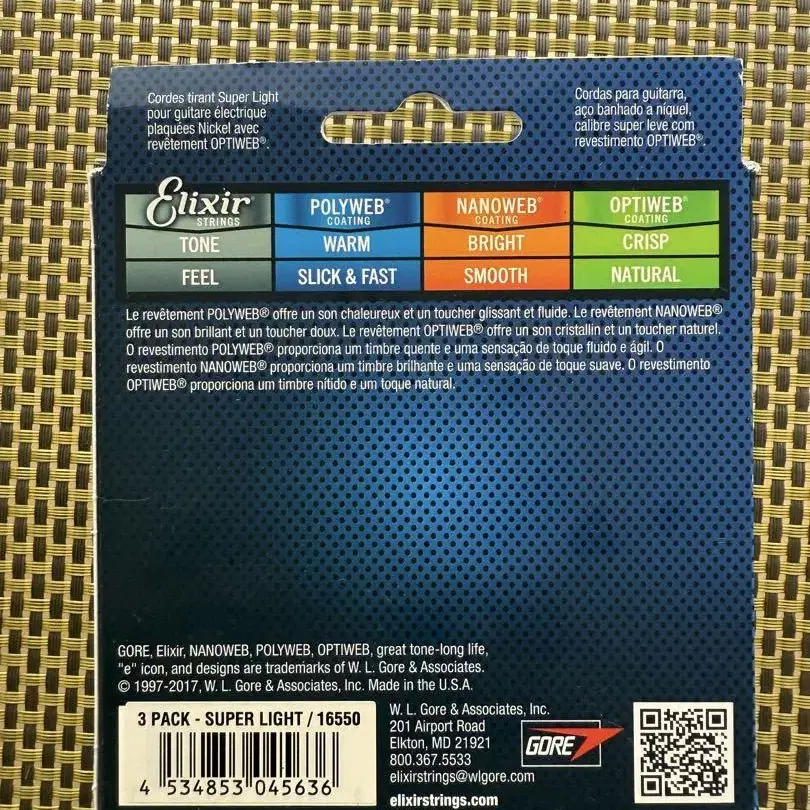 Cordes tirant Super Light
pour guitare électrique
plaquées Nickel avec
revêtement OPTIWEB®.
Cordas para guitarra,
aço banhado a níquel,
calibre super leve com
revestimento OPTIWEB®.
Elixir®
STRINGS
POLYWEB®
COATING
NANOWEB®
COATING
OPTIWEB®
COATING
TONE WARM BRIGHT CRISP
FEEL SLICK & FAST SMOOTH NATURAL
Le revêtement POLYWEB® offre un son chaleureux et un toucher glissant et fluide. Le revêtement NANOWEB®
offre un son brillant et un toucher doux. Le revêtement OPTIWEB® offre un son cristallin et un toucher naturel.
O revestimento POLYWEB® proporciona um timbre quente e uma sensação de toque fluido e ágil. O
revestimento NANOWEB® proporciona um timbre brilhante e uma sensação de toque suave. O revestimento
OPTIWEB® proporciona um timbre nítido e um toque natural.
GORE, Elixir, NANOWEB, POLYWEB, OPTIWEB, great tone-long life,
"e" icon, and designs are trademarks of W. L. Gore & Associates.
© 1997-2017, W. L. Gore & Associates, Inc. Made in the U.S.A.
3 PACK - SUPER LIGHT / 16550
4 534853 045636
W. L. Gore & Associates, Inc.
201 Airport Road
Elkton, MD 21921
800.367.5533
elixirstrings@wlgore.com
elixirstrings.com
GORE